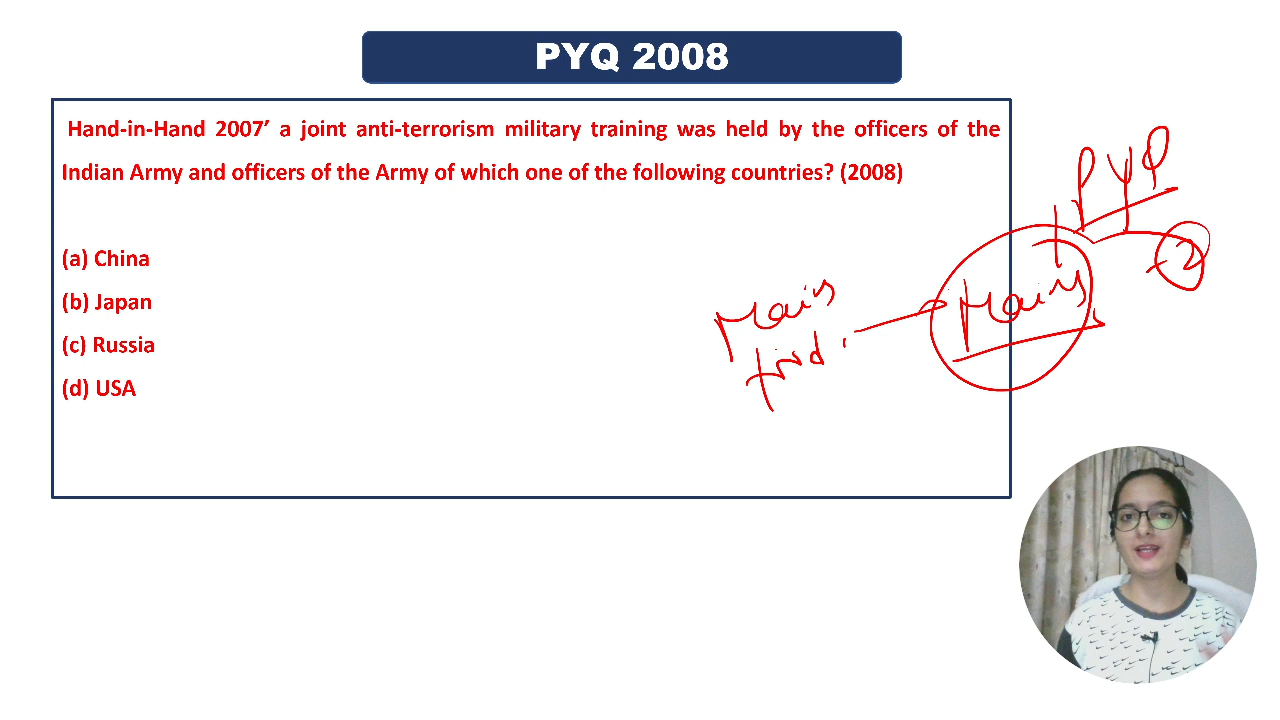 PYQ 2008
Hand-in-Hand 2007’ a joint anti-terrorism military training was held by the officers of the
Indian Army and officers of the Army of which one of the following countries? (2008)
(a) China
(b) Japan
(c) Russia
(d) USA
PYQ
2
Mains
Mains